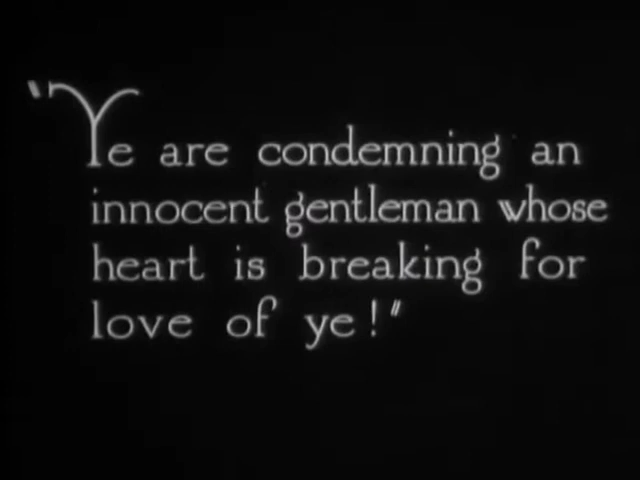 "Ye are condemning an
innocent gentleman whose
heart is breaking for
love of ye!"